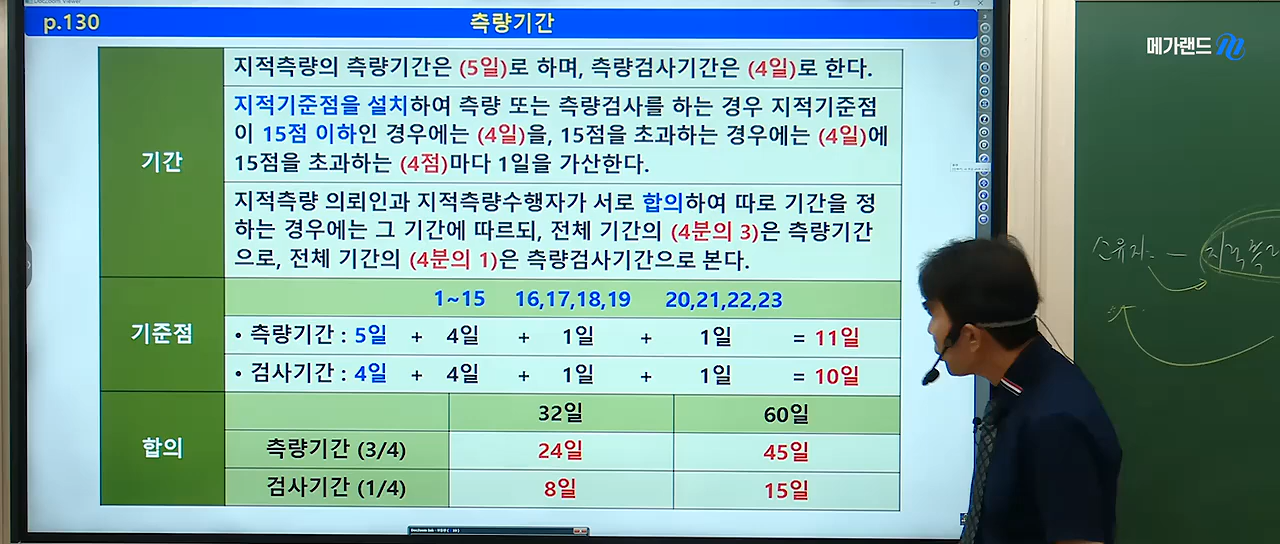 p.130
측량기간
메가랜드
기간
지적측량의 측량기간은 (5일)로 하며, 측량검사기간은 (4일)로 한다.
지적기준점을 설치하여 측량 또는 측량검사를 하는 경우 지적기준점
이 15점 이하인 경우에는 (4일)을, 15점을 초과하는 경우에는 (4일)에
15점을 초과하는 (4점)마다 1일을 가산한다.
지적측량 의뢰인과 지적측량수행자가 서로 합의하여 따로 기간을 정
하는 경우에는 그 기간에 따르되, 전체 기간의 (4분의 3)은 측량기간
으로, 전체 기간의 (4분의 1)은 측량검사기간으로 본다.
기준점
1~15 16,17,18,19 20,21,22,23
• 측량기간 : 5일 + 4일 + 1일 + 1일 = 11일
• 검사기간 : 4일 + 4일 + 1일 + 1일 = 10일
합의
32일 60일
측량기간 (3/4) 24일 45일
검사기간 (1/4) 8일 15일
소유자 —